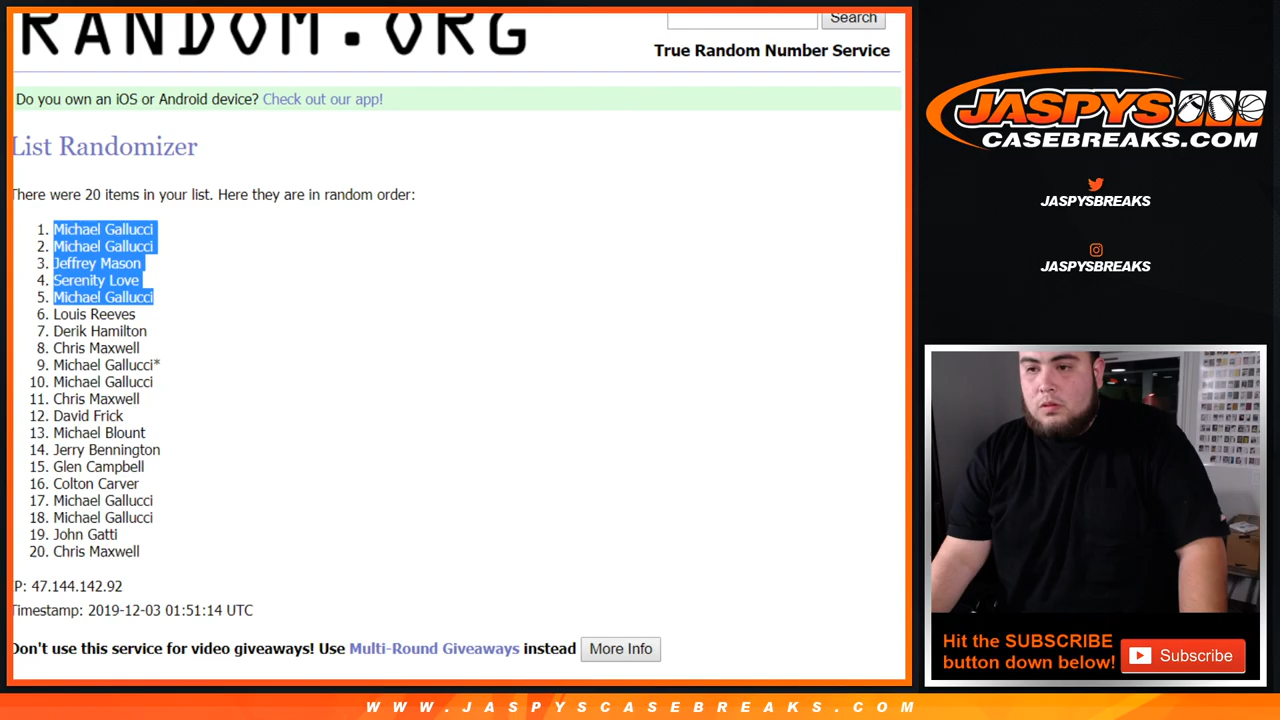 RANDOM.ORG
Search
True Random Number Service
Do you own an iOS or Android device? Check out our app!
List Randomizer
There were 20 items in your list. Here they are in random order:
1. Michael Gallucci
2. Michael Gallucci
3. Jeffrey Mason
4. Serenity Love
5. Michael Gallucci
6. Louis Reeves
7. Derik Hamilton
8. Chris Maxwell
9. Michael Gallucci*
10. Michael Gallucci
11. Chris Maxwell
12. David Frick
13. Michael Blount
14. Jerry Bennington
15. Glen Campbell
16. Colton Carver
17. Michael Gallucci
18. Michael Gallucci
19. John Gatti
20. Chris Maxwell
IP: 47.144.142.92
Timestamp: 2019-12-03 01:51:14 UTC
Don't use this service for video giveaways! Use Multi-Round Giveaways instead More Info
JASPYS
CASEBREAKS.COM
JASPYSBREAKS
JASPYSBREAKS
Hit the SUBSCRIBE
button down below!
Subscribe
WWW.JASPYSCASEBREAKS.COM